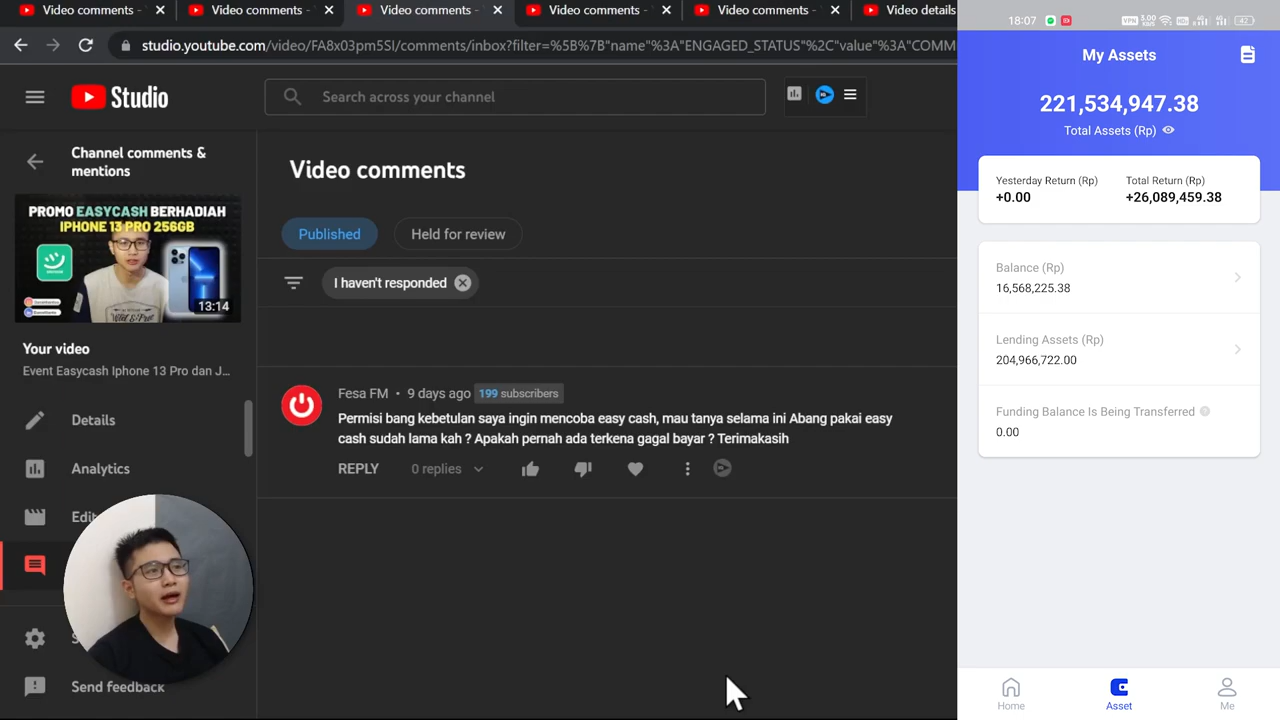 Video comments -
Video comments -
Video comments -
Video comments -
Video comments -
Video details
studio.youtube.com/video/FA8x03pm5SI/comments/inbox?filter=%5B%7B"name"%3A"ENGAGED_STATUS"%2C"value"%3A"COMM
Studio
Search across your channel
Channel comments &
mentions
PROMO EASYCASH BERHADIAH
IPHONE 13 PRO 256GB
13:14
Your video
Event Easycash Iphone 13 Pro dan J...
Details
Analytics
Send feedback
Video comments
Published
Held for review
I haven't responded
Fesa FM • 9 days ago 199 subscribers
Permisi bang kebetulan saya ingin mencoba easy cash, mau tanya selama ini Abang pakai easy
cash sudah lama kah ? Apakah pernah ada terkena gagal bayar ? Terimakasih
REPLY
0 replies
18:07
VPN
42
My Assets
221,534,947.38
Total Assets (Rp)
Yesterday Return (Rp)
+0.00
Total Return (Rp)
+26,089,459.38
Balance (Rp)
16,568,225.38
Lending Assets (Rp)
204,966,722.00
Funding Balance Is Being Transferred
0.00
Home
Asset
Me